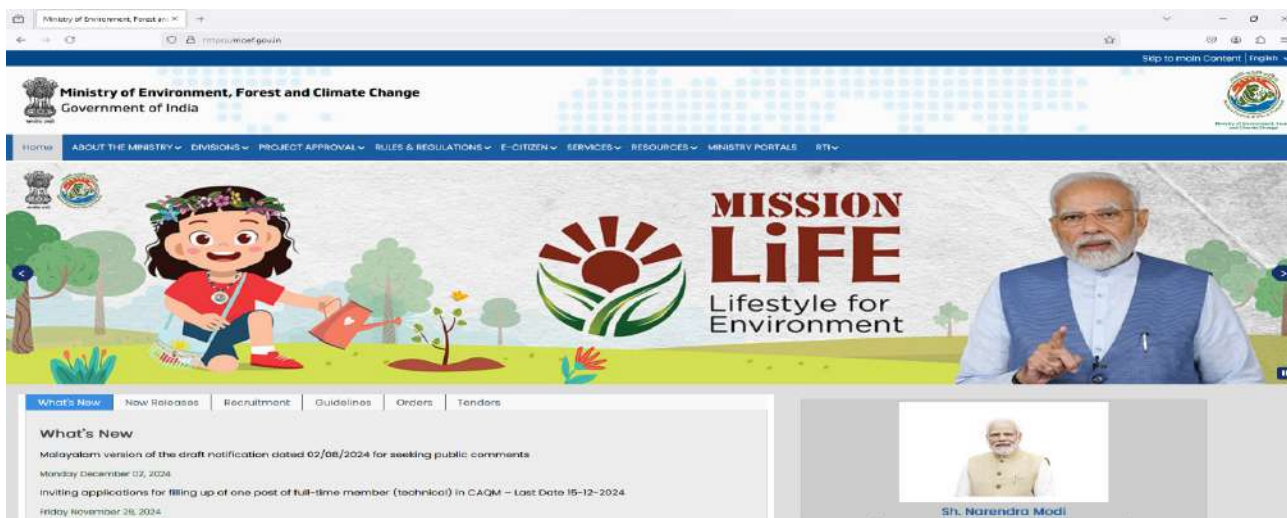 Ministry of Environment, Forest an
moef.gov.in
Skip to main Content | English
Ministry of Environment, Forest and Climate Change
Government of India
Home ABOUT THE MINISTRY DIVISIONS PROJECT APPROVAL RULES & REGULATIONS E-CITIZEN SERVICES RESOURCES MINISTRY PORTALS RTI
MISSION
LiFE
Lifestyle for
Environment
What's New New Releases Recruitment Guidelines Orders Tenders
What's New
Malayalam version of the draft notification dated 02/08/2024 for seeking public comments
Monday December 02, 2024
Inviting applications for filling up of one post of full-time member (technical) in CAQM – Last Date 15-12-2024
Friday November 29, 2024
Sh. Narendra Modi